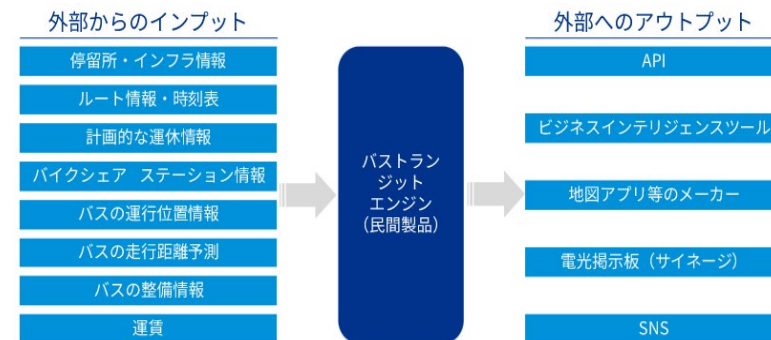 外部からのインプット
停留所・インフラ情報
ルート情報・時刻表
計画的な運休情報
バイクシェア ステーション情報
バスの運行位置情報
バスの走行距離予測
バスの整備情報
運賃
バストラン
ジット
エンジン
（民間製品）
外部へのアウトプット
API
ビジネスインテリジェンスツール
地図アプリ等のメーカー
電光掲示板（サイネージ）
SNS